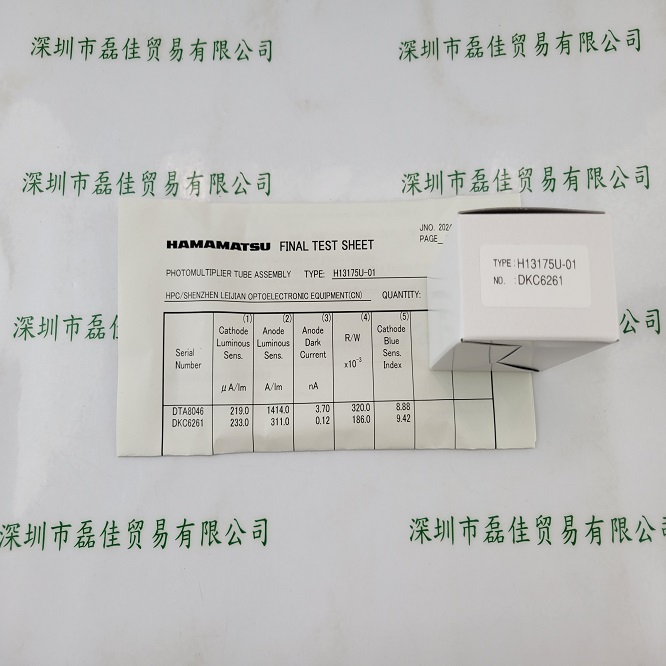 深圳市磊佳贸易有限公司
深圳市磊佳贸易有限公司
深圳市磊佳贸易有限公司
深圳市磊佳贸易有限公司
JNO. 202
PAGE_
HAMAMATSU FINAL TEST SHEET
PHOTOMULTIPLIER TUBE ASSEMBLY TYPE: H13175U-01
HPC/SHENZHEN LEIJIAN OPTOELECTRONIC EQUIPMENT(CN) QUANTITY:
TYPE : H13175U-01
NO. : DKC6261
(1) (2) (3) (4) (5)
Serial Number
Cathode Luminous Sens. μA/lm
Anode Luminous Sens. A/lm
Anode Dark Current nA
R/W x10⁻³
Cathode Blue Sens. Index
DTA8046 219.0 1414.0 3.70 320.0 8.88
DKC6261 233.0 311.0 0.12 186.0 9.42
深圳市磊佳贸易有限公司
深圳市磊佳贸易有限公司